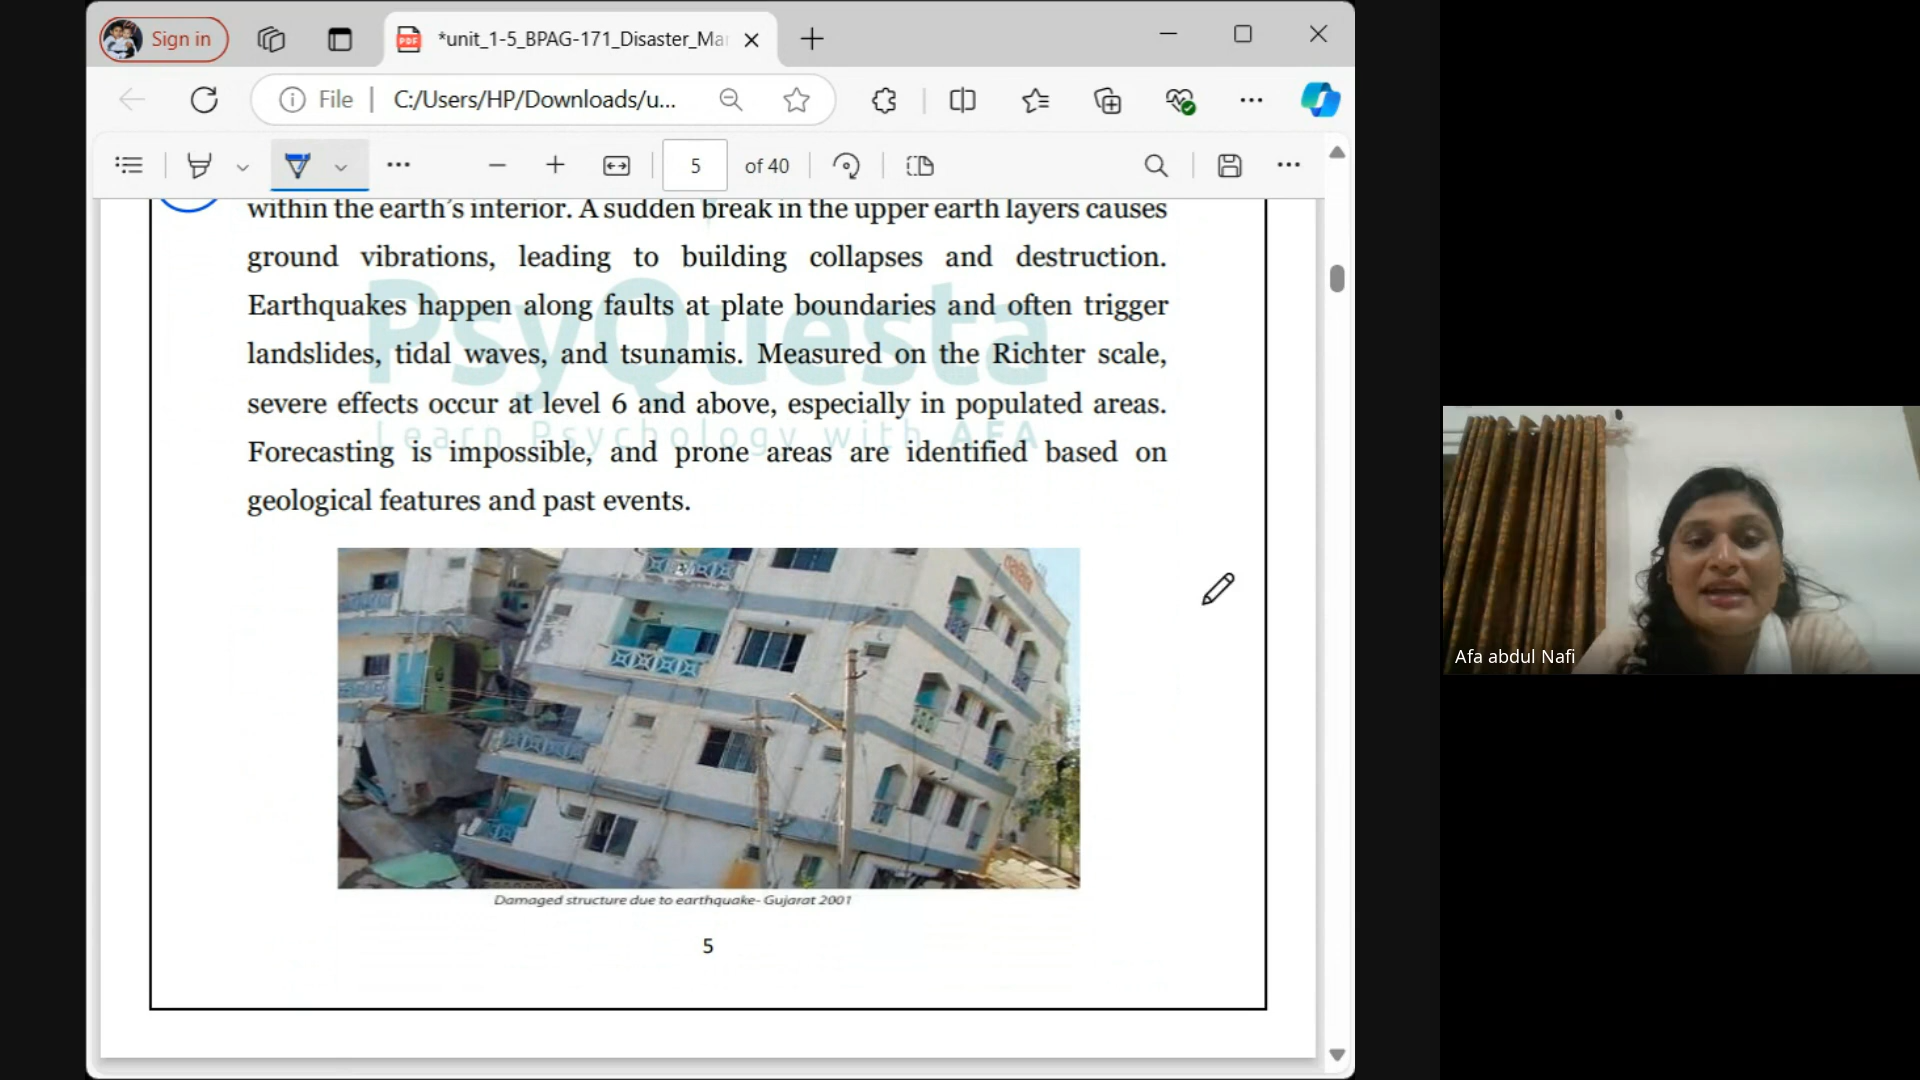 Sign in
*unit_1-5_BPAG-171_Disaster_Ma
File
C:/Users/HP/Downloads/u...
5 of 40
within the earth's interior. A sudden break in the upper earth layers causes
ground vibrations, leading to building collapses and destruction.
Earthquakes happen along faults at plate boundaries and often trigger
landslides, tidal waves, and tsunamis. Measured on the Richter scale,
severe effects occur at level 6 and above, especially in populated areas.
Forecasting is impossible, and prone areas are identified based on
geological features and past events.
PsyQuesta
Learn Psychology with AFA
Damaged structure due to earthquake- Gujarat 2001
5
Afa abdul Nafi